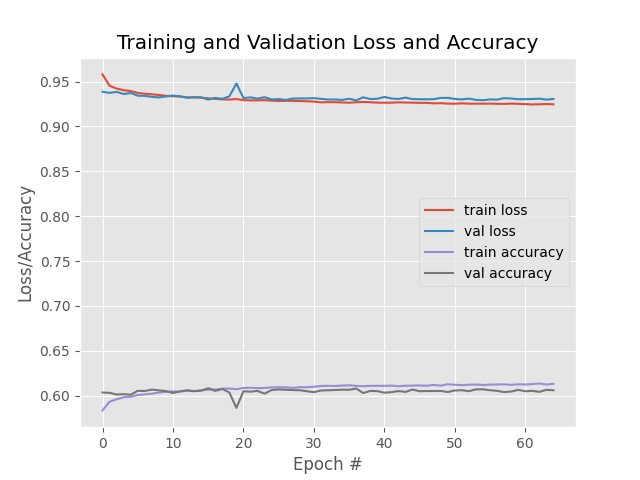 Training and Validation Loss and Accuracy
Loss/Accuracy
0.95
0.90
0.85
0.80
0.75
0.70
0.65
0.60
train loss
val loss
train accuracy
val accuracy
0 10 20 30 40 50 60
Epoch #